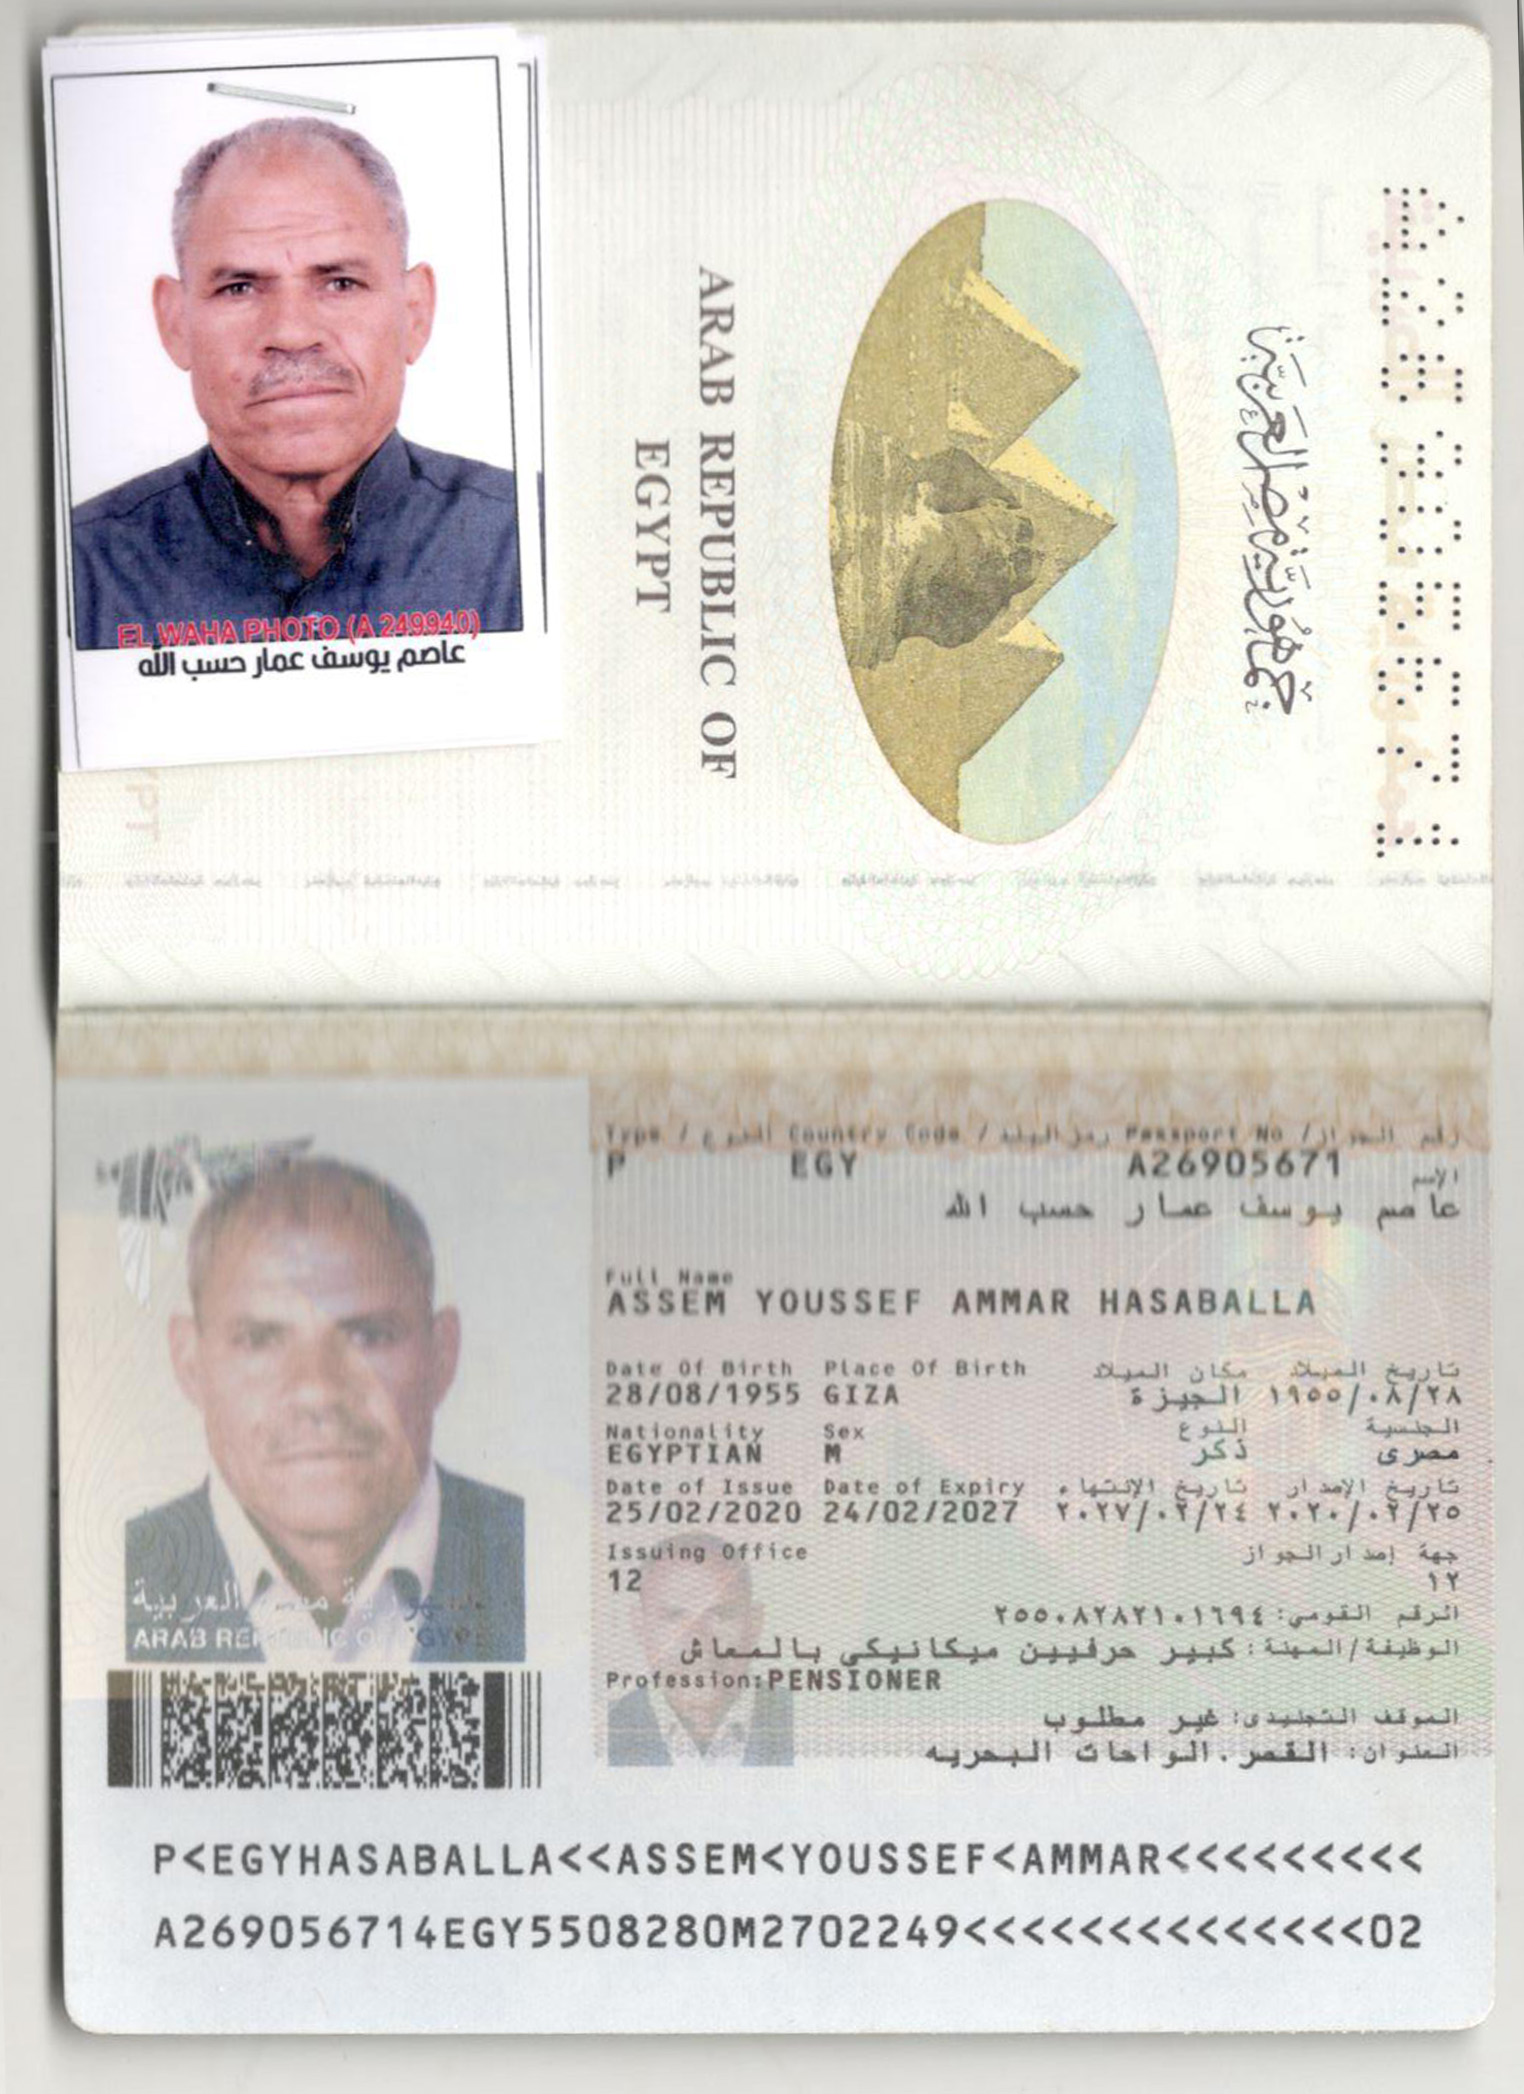 EL WAHA PHOTO (A 249940)
عاصم يوسف عمار حسب الله
ARAB REPUBLIC OF
EGYPT
جمهورية مصر العربية
A26905671
Type / النوع Country Code / رمز البلد Passport No / رقم الجواز
P EGY A26905671
الإسم
عاصم يوسف عمار حسب الله
Full Name
ASSEM YOUSSEF AMMAR HASABALLA
Date Of Birth Place Of Birth مكان الميلاد تاريخ الميلاد
28/08/1955 GIZA الجيزة ١٩٥٥/٠٨/٢٨
Nationality Sex النوع الجنسية
EGYPTIAN M ذكر مصرى
Date of Issue Date of Expiry تاريخ الإنتهاء تاريخ الإصدار
25/02/2020 24/02/2027 ٢٠٢٧/٠٢/٢٤ ٢٠٢٠/٠٢/٢٥
Issuing Office جهة إصدار الجواز
12 ١٢
الرقم القومي: ٢٥٥٠٨٢٨٢١٠١٦٩٤
الوظيفة/المهنة: كبير حرفيين ميكانيكى بالمعاش
Profession:PENSIONER
الموقف التجنيدى: غير مطلوب
العنوان: القصر.الواحات البحريه
جمهورية مصر العربية
ARAB REPUBLIC OF EGYPT
P<EGYHASABALLA<<ASSEM<YOUSSEF<AMMAR<<<<<<<<<
A269056714EGY5508280M2702249<<<<<<<<<<<<<<02